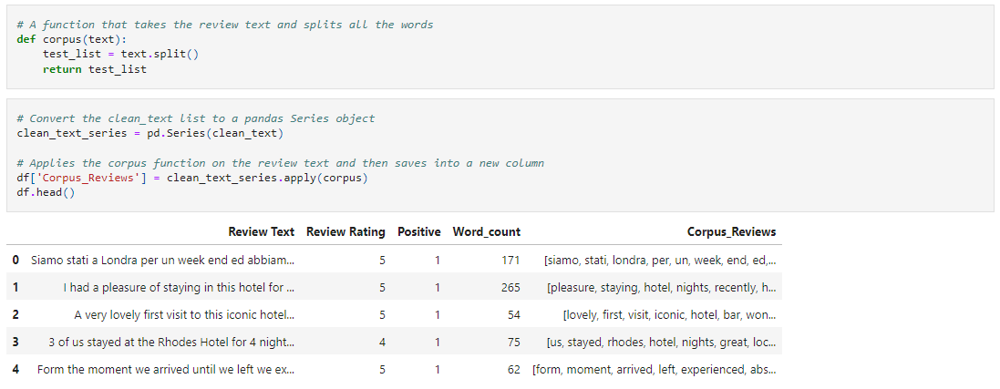 # A function that takes the review text and splits all the words
def corpus(text):
    test_list = text.split()
    return test_list
# Convert the clean_text list to a pandas Series object
clean_text_series = pd.Series(clean_text)
# Applies the corpus function on the review text and then saves into a new column
df['Corpus_Reviews'] = clean_text_series.apply(corpus)
df.head()
Review Text Review Rating Positive Word_count Corpus_Reviews
0 Siamo stati a Londra per un week end ed abbiam... 5 1 171 [siamo, stati, londra, per, un, week, end, ed,...
1 I had a pleasure of staying in this hotel for ... 5 1 265 [pleasure, staying, hotel, nights, recently, h...
2 A very lovely first visit to this iconic hotel... 5 1 54 [lovely, first, visit, iconic, hotel, bar, won...
3 3 of us stayed at the Rhodes Hotel for 4 night... 4 1 75 [us, stayed, rhodes, hotel, nights, great, loc...
4 Form the moment we arrived until we left we ex... 5 1 62 [form, moment, arrived, left, experienced, abs...